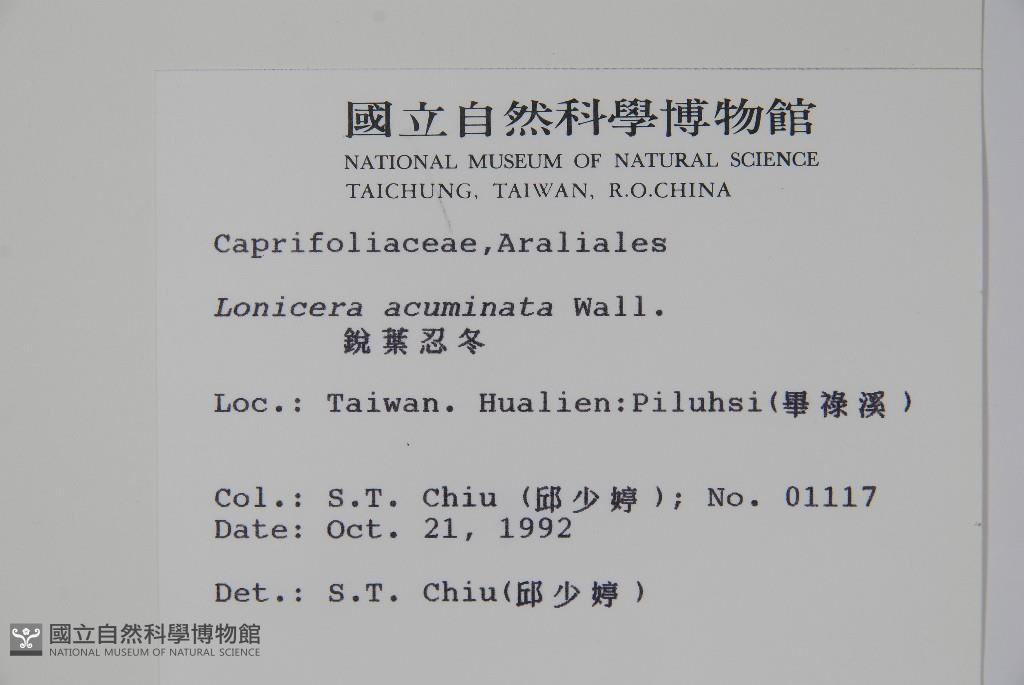 國立自然科學博物館
NATIONAL MUSEUM OF NATURAL SCIENCE
TAICHUNG, TAIWAN, R.O.CHINA
Caprifoliaceae,Araliales
Lonicera acuminata Wall.
銳葉忍冬
Loc.: Taiwan. Hualien:Piluhsi(畢祿溪)
Col.: S.T. Chiu (邱少婷); No. 01117
Date: Oct. 21, 1992
Det.: S.T. Chiu(邱少婷)
國立自然科學博物館
NATIONAL MUSEUM OF NATURAL SCIENCE